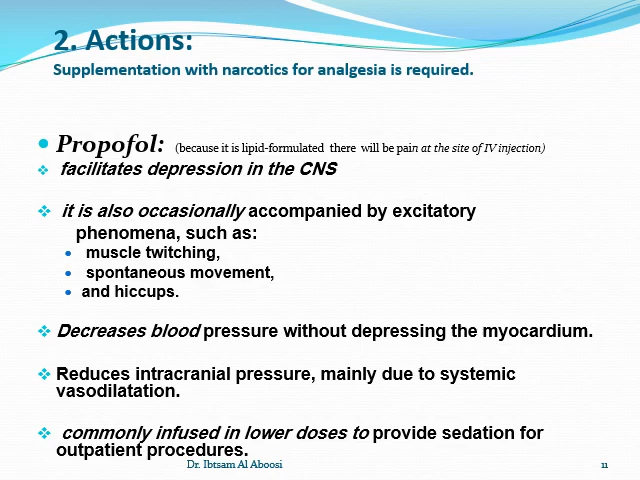 2. Actions:
Supplementation with narcotics for analgesia is required.
• Propofol: (because it is lipid-formulated there will be pain at the site of IV injection)
❖ facilitates depression in the CNS
❖ it is also occasionally accompanied by excitatory
phenomena, such as:
• muscle twitching,
• spontaneous movement,
• and hiccups.
❖ Decreases blood pressure without depressing the myocardium.
❖ Reduces intracranial pressure, mainly due to systemic
vasodilatation.
❖ commonly infused in lower doses to provide sedation for
outpatient procedures.
Dr. Ibtsam Al Aboosi
11